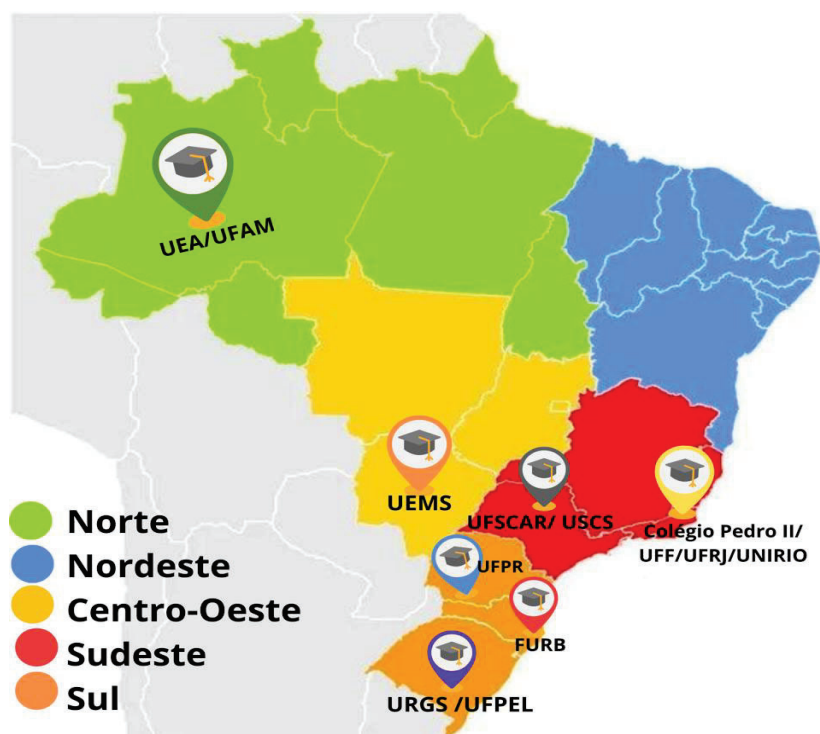 UEA/UFAM
UEMS
UFSCAR/ USCS
Colégio Pedro II/
UFF/UFRJ/UNIRIO
UFPR
FURB
URGS /UFPEL
Norte
Nordeste
Centro-Oeste
Sudeste
Sul